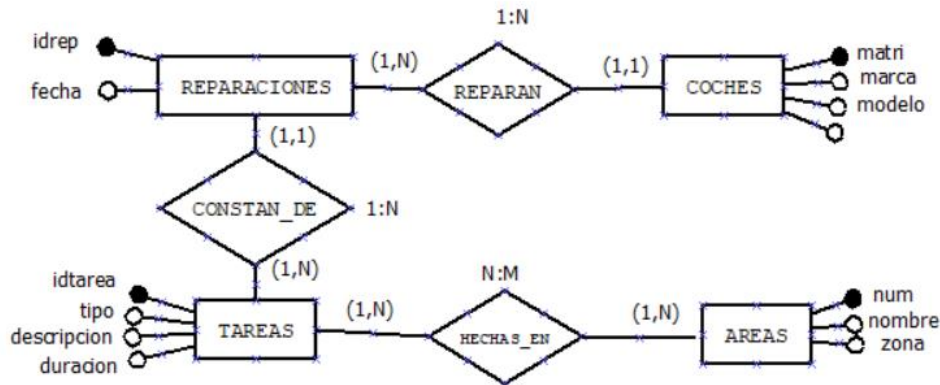 1:N
idrep
fecha
REPARACIONES
(1,N)
REPARAN
(1,1)
COCHES
matri
marca
modelo
(1,1)
CONSTAN_DE
1:N
(1,N)
idtarea
tipo
descripcion
duracion
TAREAS
(1,N)
N:M
HECHAS_EN
(1,N)
AREAS
num
nombre
zona